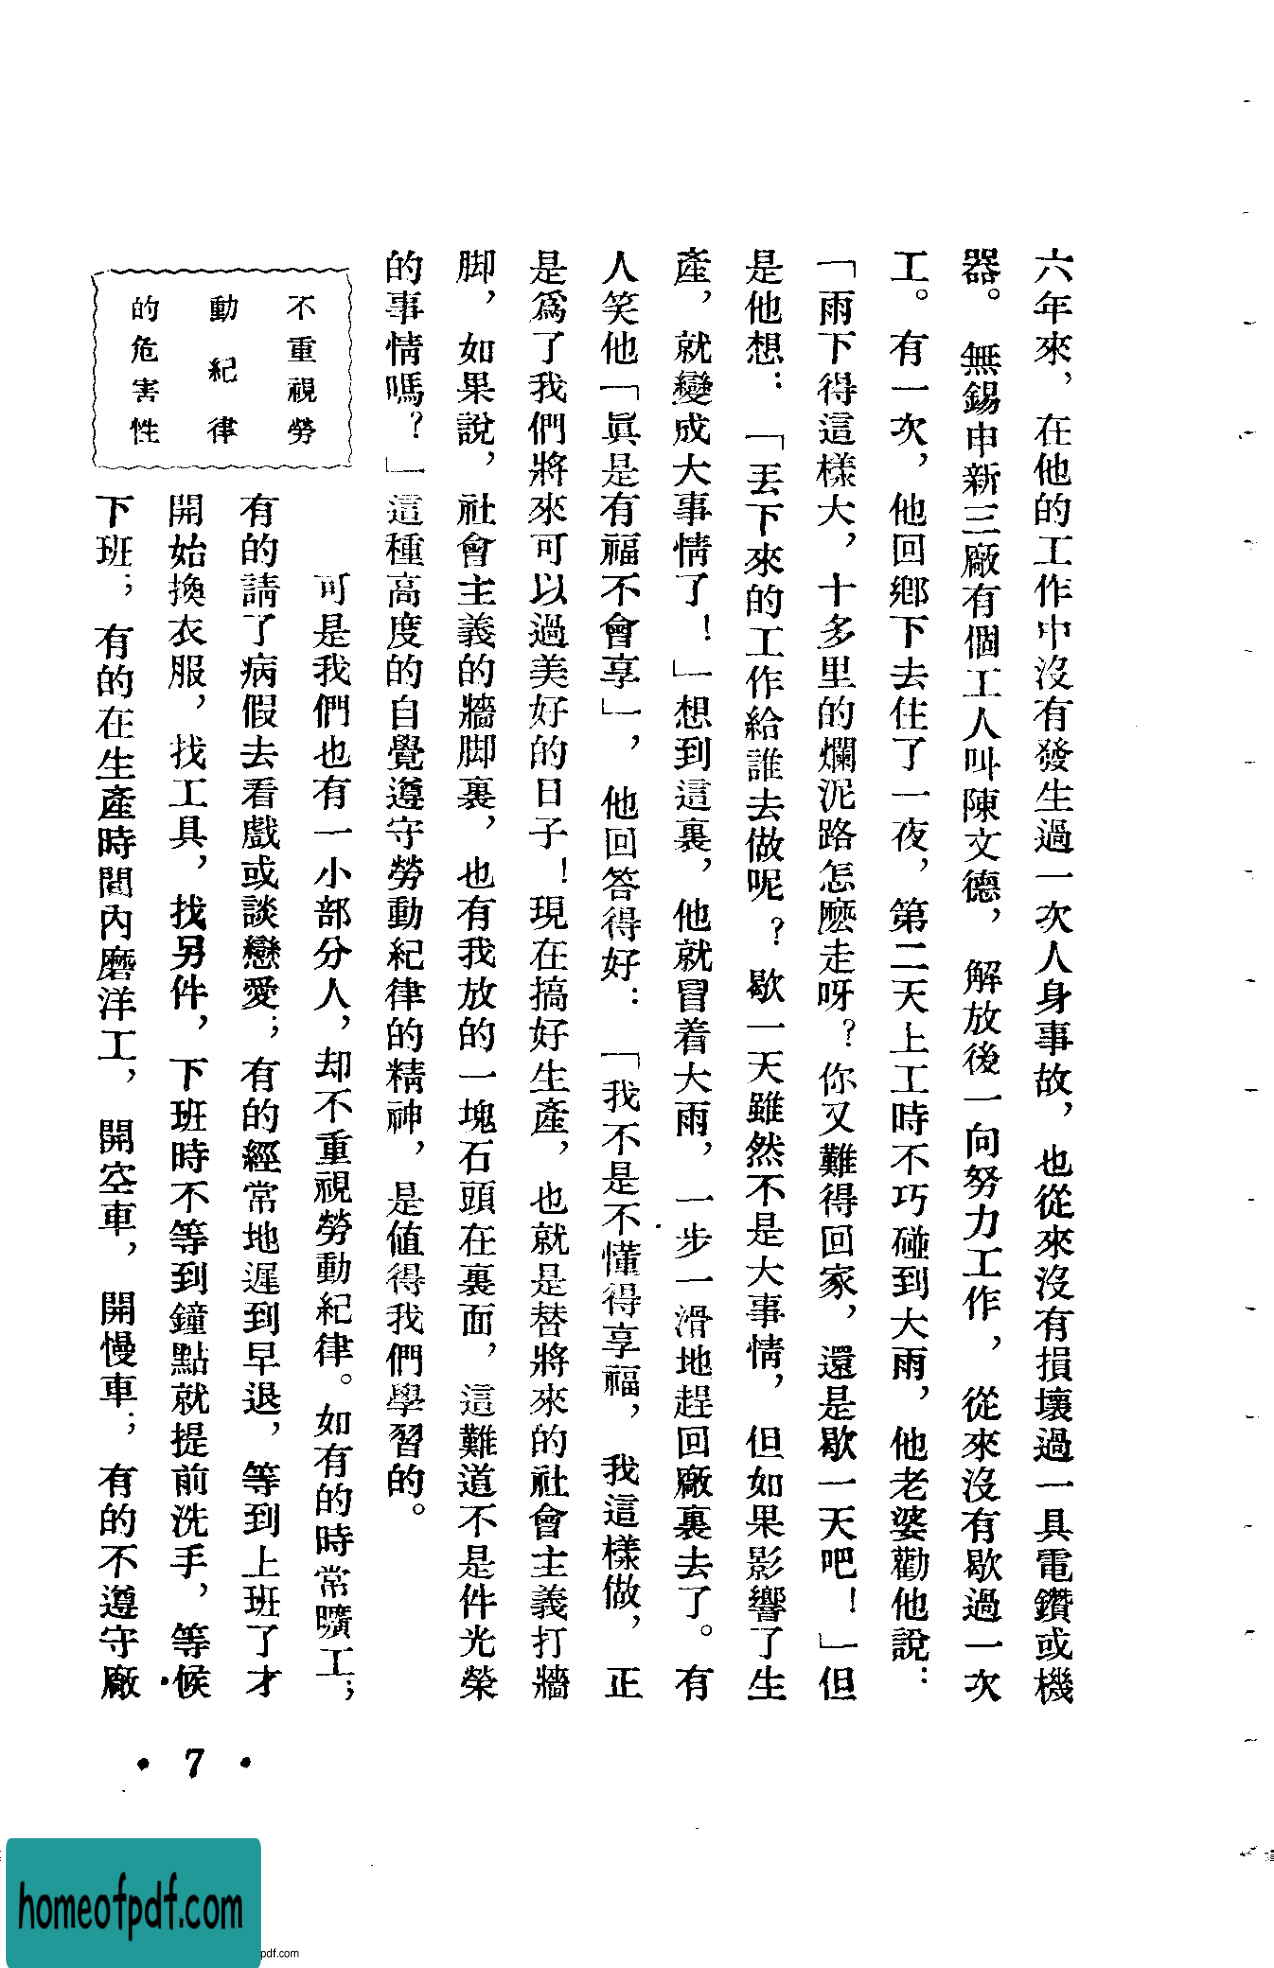 六年來，在他的工作中沒有發生過一次人身事故，也從來沒有損壞過一具電鑽或機
器。無錫申新三廠有個工人叫陳文德，解放後一向努力工作，從來沒有歇過一次
工。有一次，他回鄉下去住了一夜，第二天上工時不巧碰到大雨，他老婆勸他說：
「雨下得這樣大，十多里的爛泥路怎麽走呀？你又難得回家，還是歇一天吧！」但
是他想：「丟下來的工作給誰去做呢？歇一天雖然不是大事情，但如果影響了生
產，就變成大事情了！」想到這裏，他就冒着大雨，一步一滑地趕回廠裏去了。有
人笑他「眞是有福不會享」，他回答得好：「我不是不懂得享福，我這樣做，正
是爲了我們將來可以過美好的日子！現在搞好生產，也就是替將來的社會主義打牆
脚，如果說，社會主義的牆脚裏，也有我放的一塊石頭在裏面，這難道不是件光榮
的事情嗎？」這種高度的自覺遵守勞動紀律的精神，是値得我們學習的。
不重視勞
動紀律
的危害性
可是我們也有一小部分人，却不重視勞動紀律。如有的時常曠工；
有的請了病假去看戲或談戀愛；有的經常地遲到早退，等到上班了才
開始換衣服，找工具，找另件，下班時不等到鐘點就提前洗手，等候
下班；有的在生產時間內磨洋工，開空車，開慢車；有的不遵守廠
• 7 •
homeofpdf.com
pdf.com